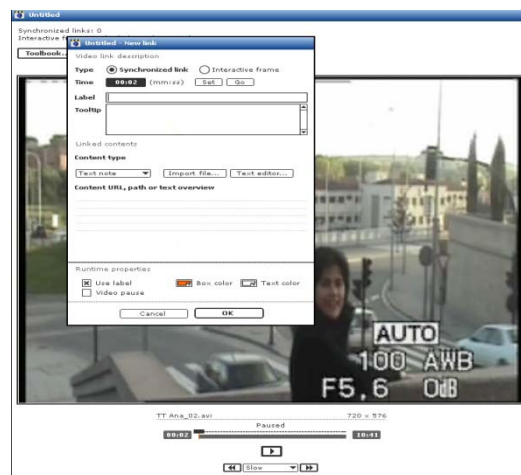 Untitled
Synchronized links: 0
Interactive f
Toolbook..
Untitled - New link
Video link description
Type Synchronized link Interactive frame
Time 00:02 (mm:ss) Set Go
Label
Tooltip
Linked contents
Content type
Text note Import file... Text editor...
Content URL, path or text overview
Runtime properties
Use label Box color Text color
Video pause
Cancel OK
AUTO
100 AWB
F5.6 0dB
TT Ana_02.avi 720 x 576
Paused
00:02 10:41
Slow